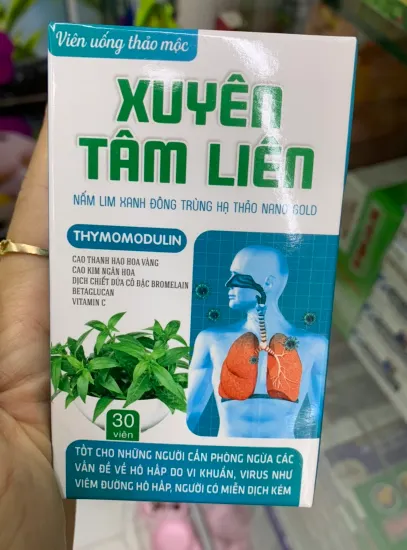 Viên uống thảo mộc
XUYÊN
TÂM LIÊN
NẤM LIM XANH ĐÔNG TRÙNG HẠ THẢO NANO GOLD
THYMOMODULIN
CAO THANH HAO HOA VÀNG
CAO KIM NGÂN HOA
DỊCH CHIẾT DỨA CÔ ĐẶC BROMELAIN
BETAGLUCAN
VITAMIN C
30
viên
TỐT CHO NHỮNG NGƯỜI CẦN PHÒNG NGỪA CÁC
VẤN ĐỀ VỀ HÔ HẤP DO VI KHUẨN, VIRUS NHƯ
VIÊM ĐƯỜNG HÔ HẤP, NGƯỜI CÓ MIỄN DỊCH KÉM